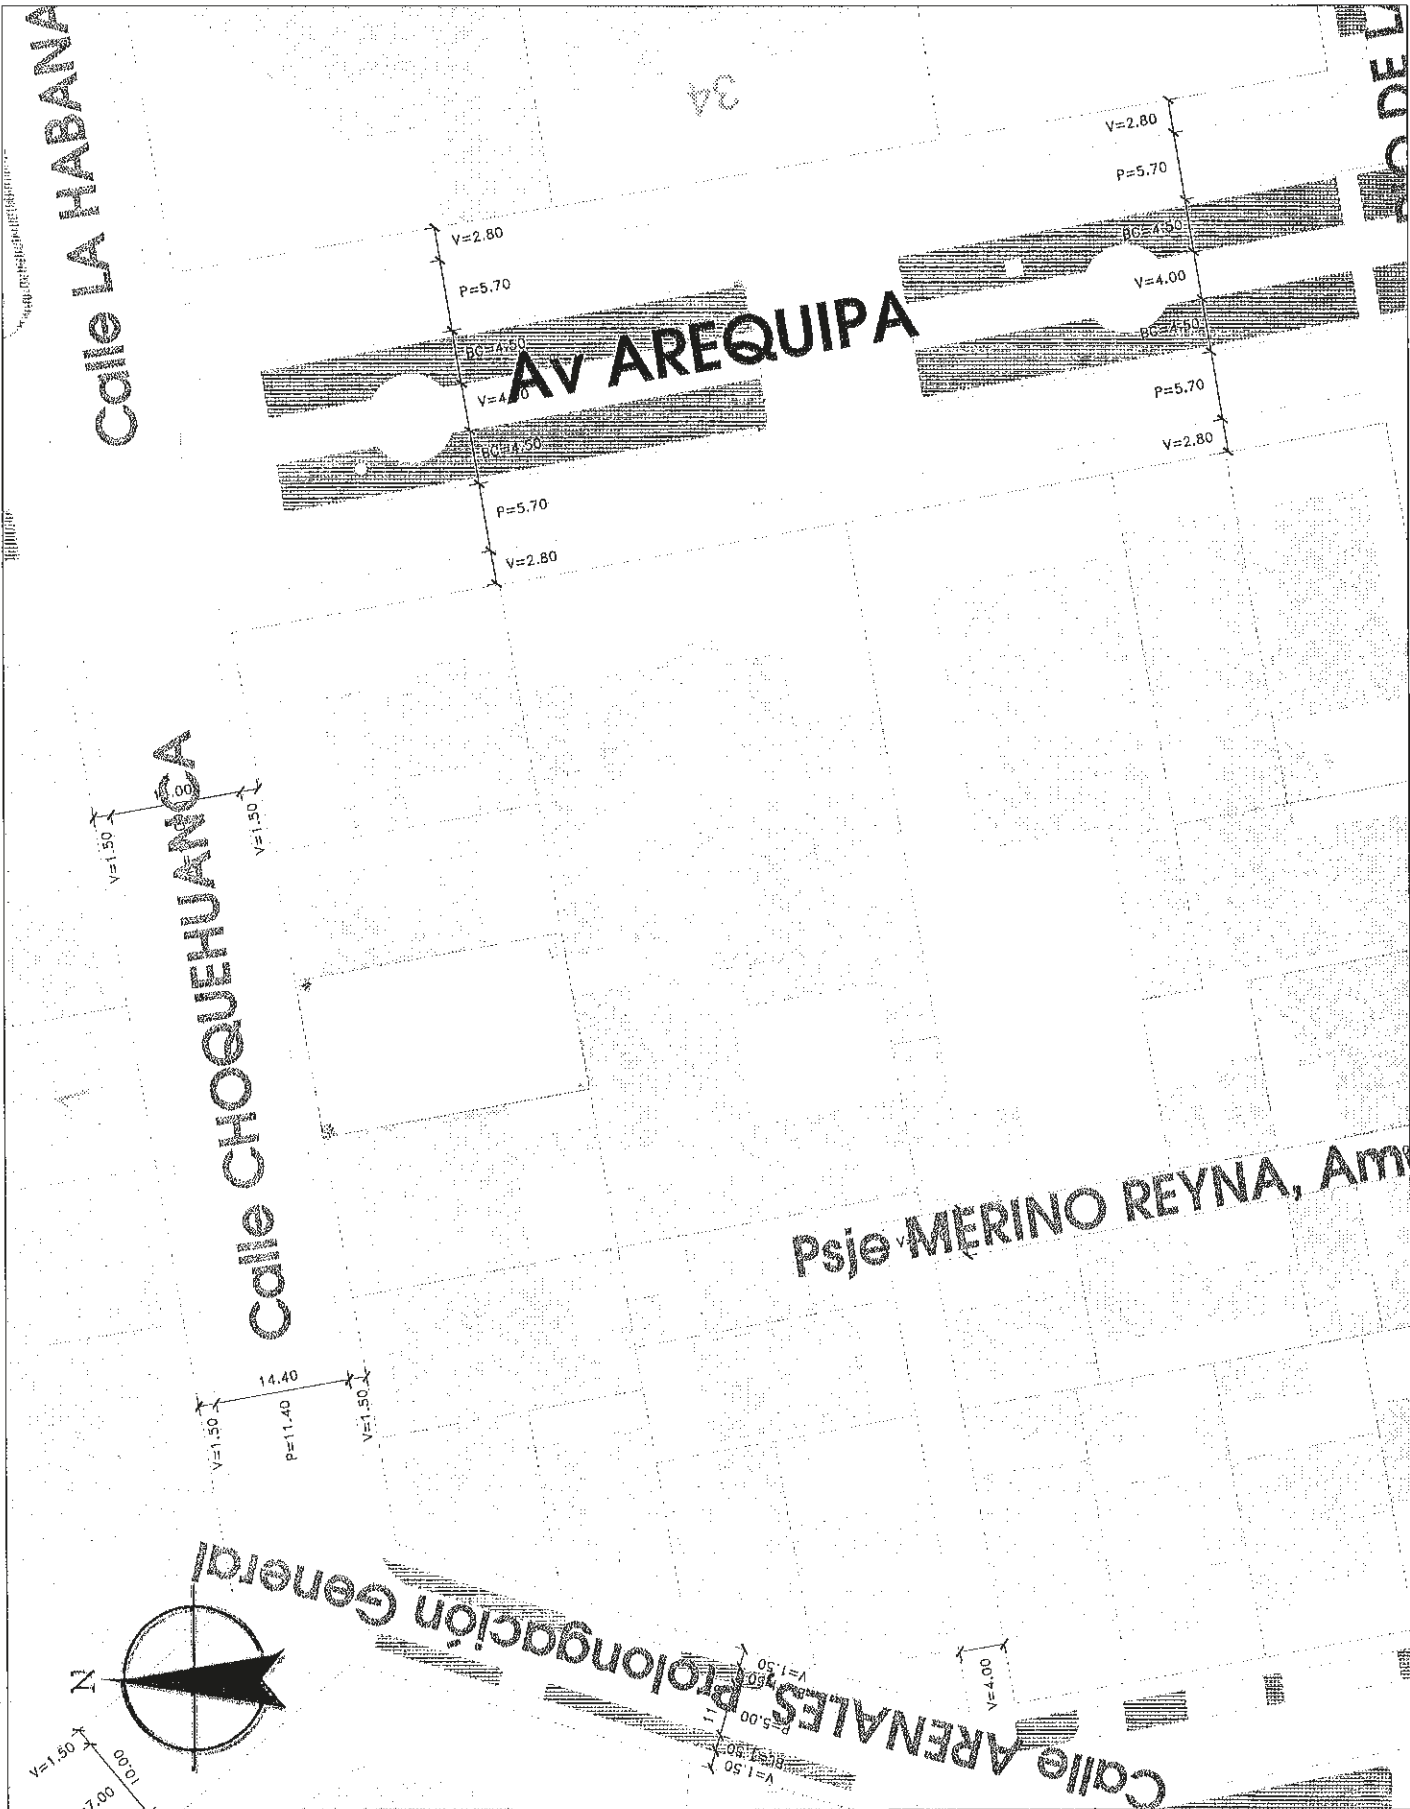 Calle LA HABANA
34
V=2.80
P=5.70
BC=4.50
V=4.00
BC=4.50
P=5.70
V=2.80
V=2.80
P=5.70
BC=4.50
BC=4.50
P=5.70
V=2.80
Av AREQUIPA
Calle CHOQUEHUANCA
V=1.50
V=1.50
1
Psje MERINO REYNA,
14.40
V=1.50
P=11.40
V=1.50
Calle ARENALES, Prolongación General
V=1.50
P=5.00
11
V=1.50
V=4.00
N
V=1.50
10.00
7.00